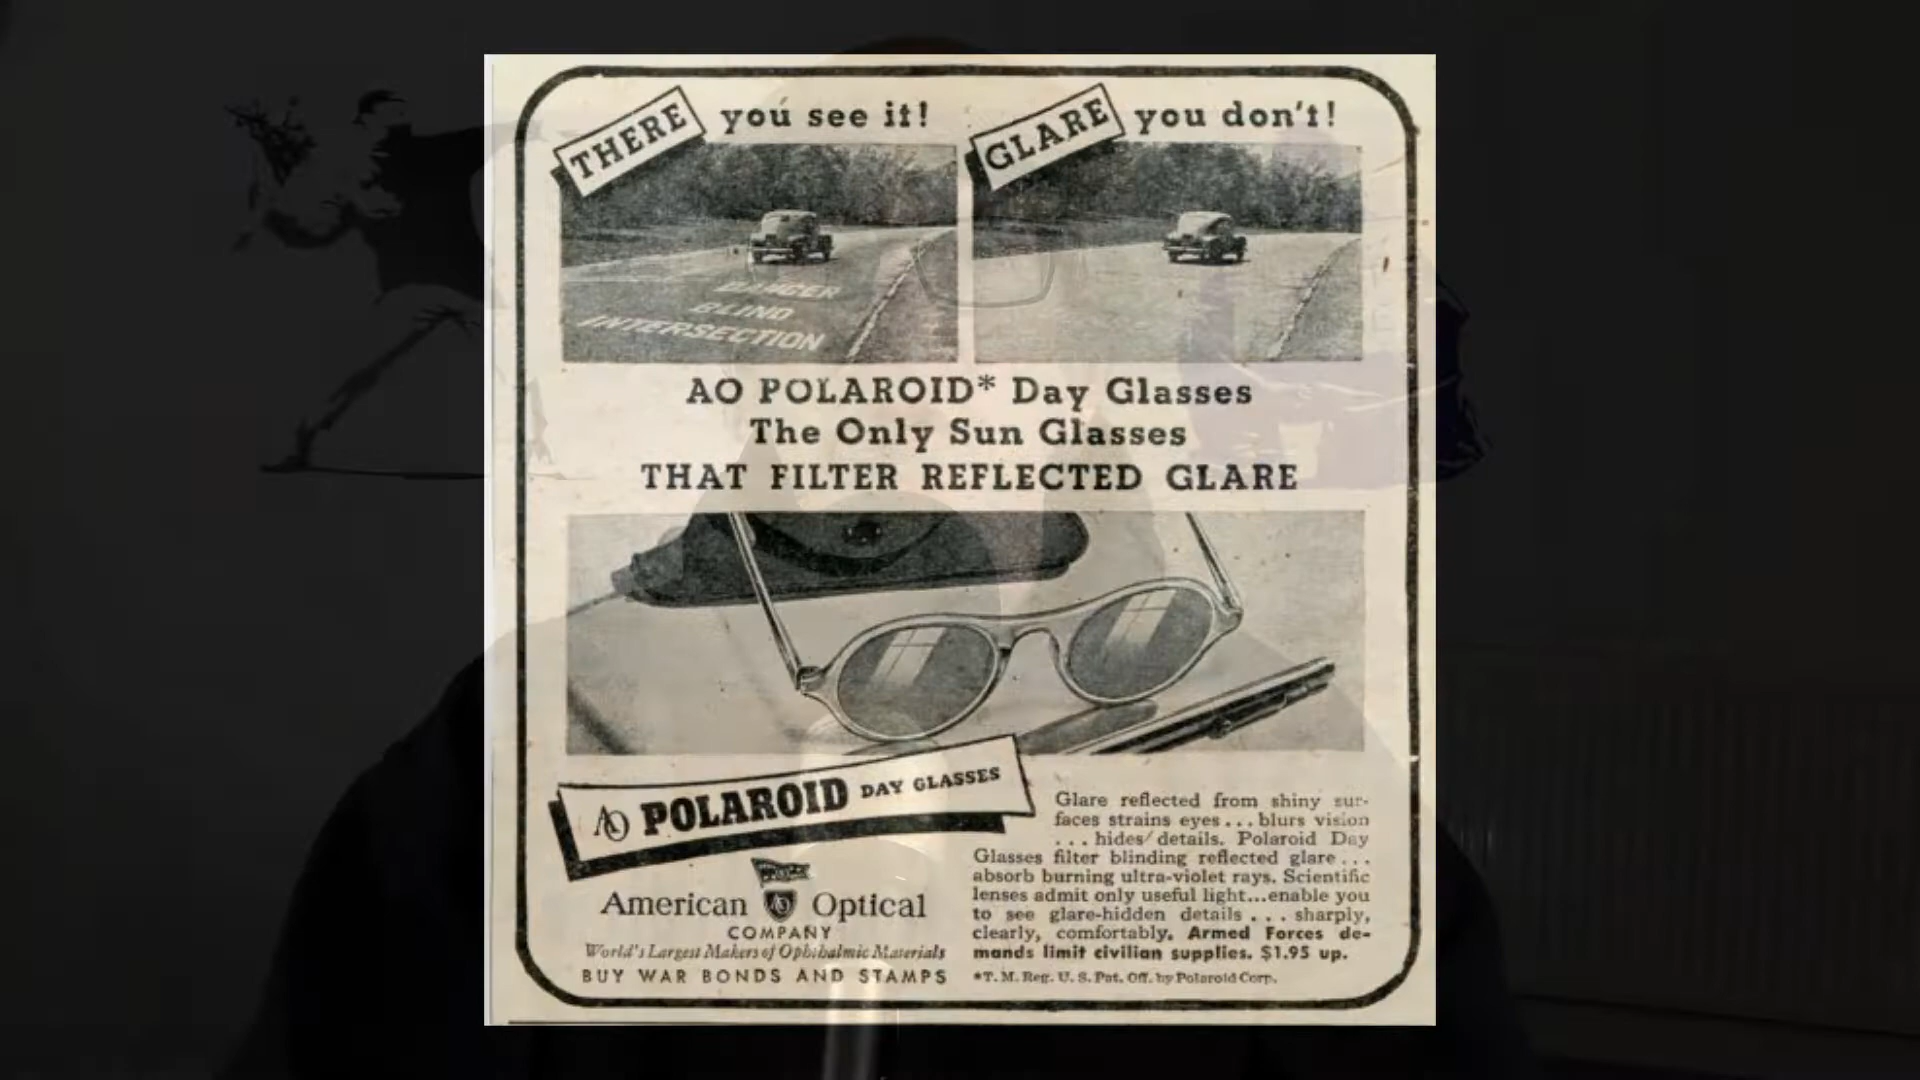 THERE you see it!
GLARE you don't!
DANGER
BLIND
INTERSECTION
AO POLAROID* Day Glasses
The Only Sun Glasses
THAT FILTER REFLECTED GLARE
AO POLAROID DAY GLASSES
American AO Optical
COMPANY
World's Largest Makers of Ophthalmic Materials
BUY WAR BONDS AND STAMPS
Glare reflected from shiny sur-
faces strains eyes ... blurs vision
... hides details. Polaroid Day
Glasses filter blinding reflected glare ...
absorb burning ultra-violet rays. Scientific
lenses admit only useful light...enable you
to see glare-hidden details ... sharply,
clearly, comfortably. Armed Forces de-
mands limit civilian supplies. $1.95 up.
*T. M. Reg. U. S. Pat. Off. by Polaroid Corp.